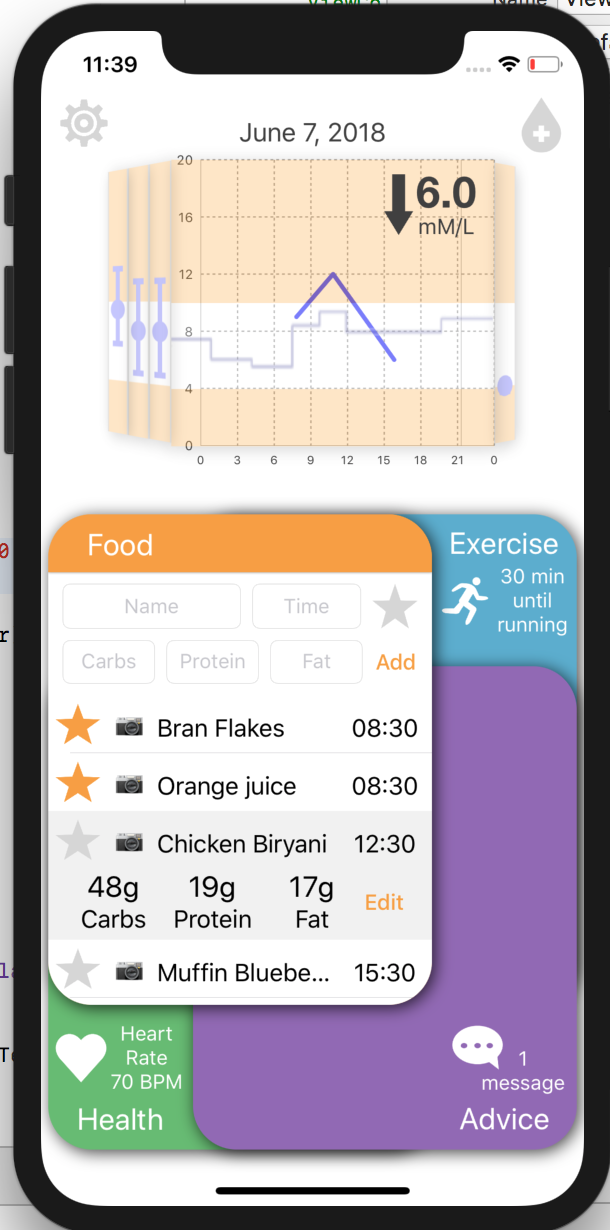 11:39
June 7, 2018
6.0
mM/L
20
16
12
8
4
0
0 3 6 9 12 15 18 21 0
Food
Name Time
Carbs Protein Fat Add
Bran Flakes 08:30
Orange juice 08:30
Chicken Biryani 12:30
48g 19g 17g
Carbs Protein Fat
Edit
Muffin Bluebe... 15:30
Exercise
30 min
until
running
Heart
Rate
70 BPM
Health
1
message
Advice